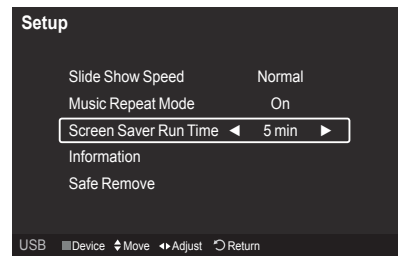 Setup
Slide Show Speed Normal
Music Repeat Mode On
Screen Saver Run Time ◀ 5 min ▶
Information
Safe Remove
USB Device Move Adjust Return